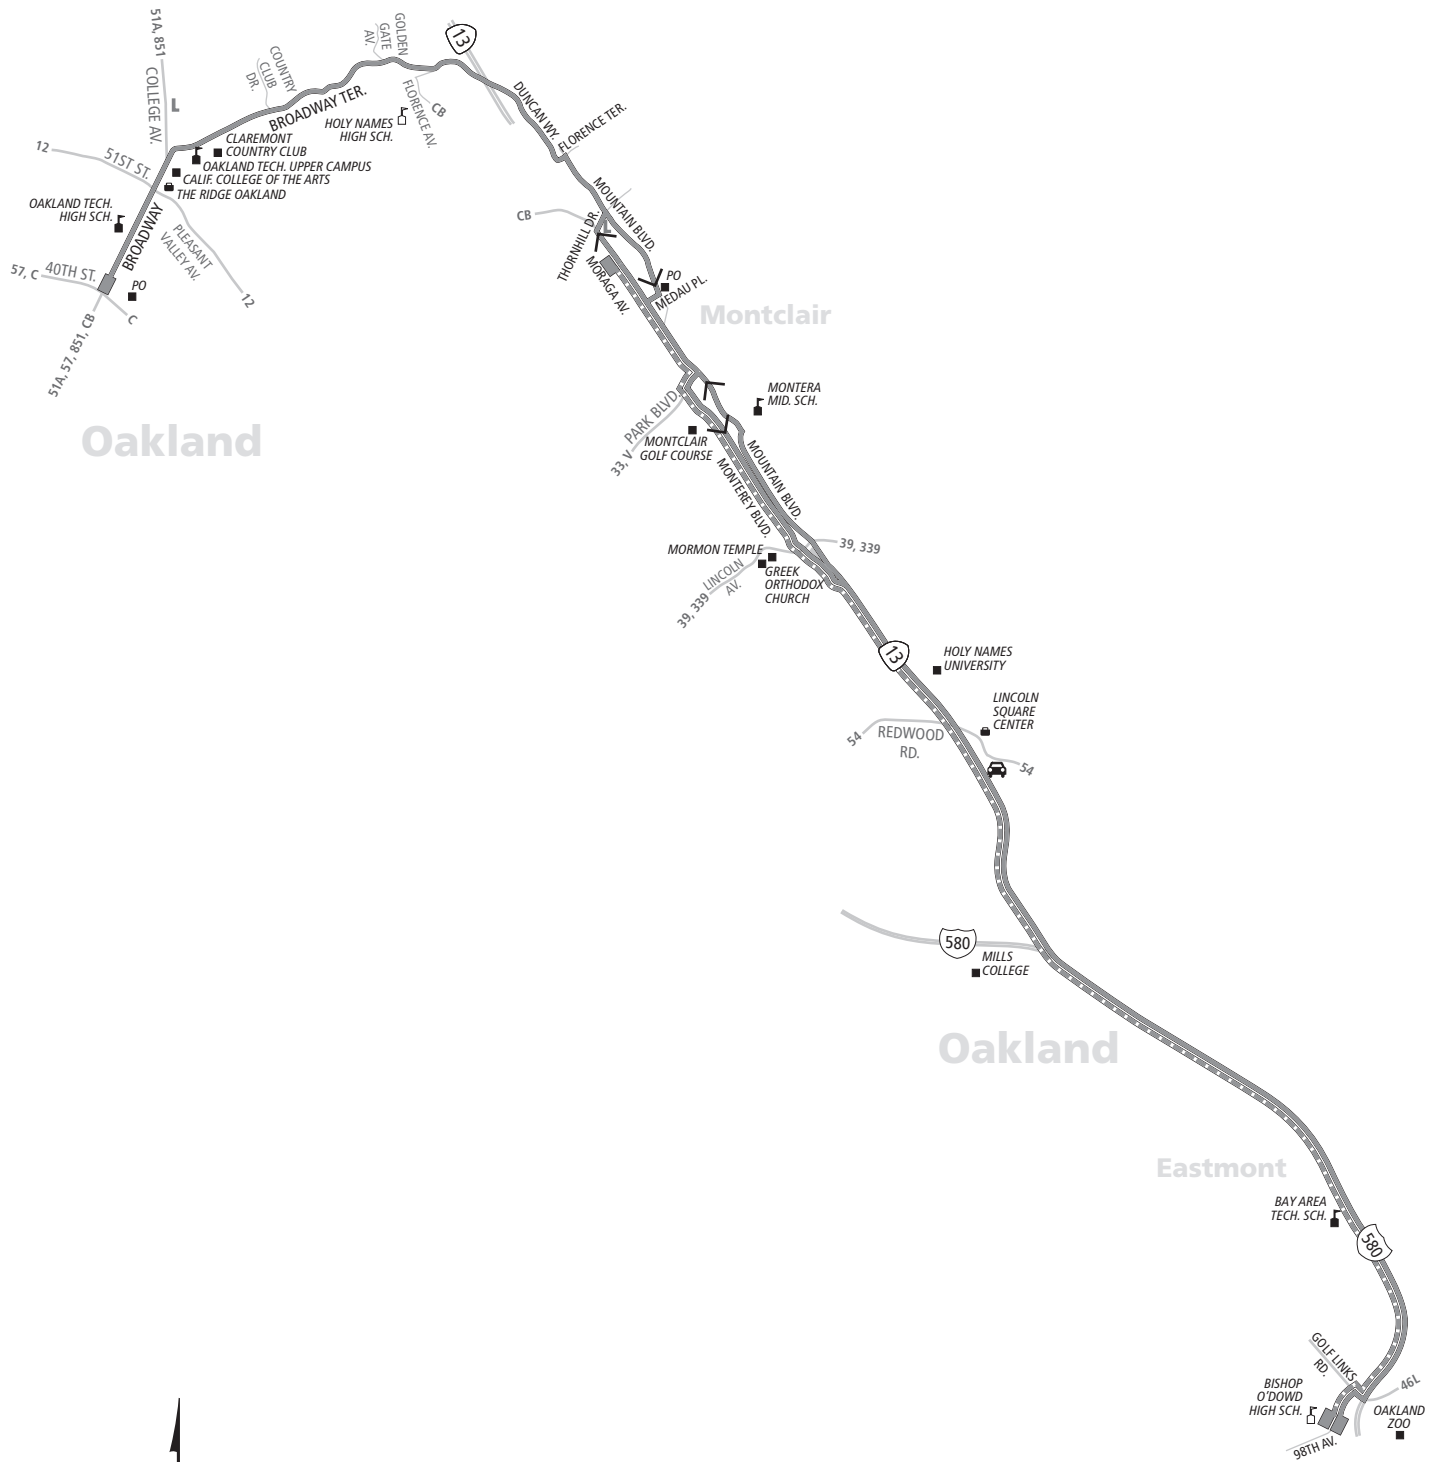 51A, 851
COLLEGE AV.
L
COUNTRY
CLUB
DR.
GOLDEN
GATE
AV.
13
BROADWAY TER.
HOLY NAMES
HIGH SCH.
FLORENCE AV.
CB
DUNCAN WY.
FLORENCE TER.
12
51ST ST.
CLAREMONT
COUNTRY CLUB
OAKLAND TECH. UPPER CAMPUS
CALIF. COLLEGE OF THE ARTS
THE RIDGE OAKLAND
OAKLAND TECH.
HIGH SCH.
BROADWAY
PLEASANT
VALLEY AV.
12
57, C
40TH ST.
PO
C
51A, 57, 851, CB
Oakland
CB
THORNHILL DR.
L
MOUNTAIN BLVD.
MORAGA AV.
PO
MEDAU PL.
Montclair
PARK BLVD.
33, V
MONTERA
MID. SCH.
MONTCLAIR
GOLF COURSE
MOUNTAIN BLVD.
MONTEREY BLVD.
39, 339
MORMON TEMPLE
GREEK
ORTHODOX
CHURCH
LINCOLN
AV.
39, 339
13
HOLY NAMES
UNIVERSITY
LINCOLN
SQUARE
CENTER
54
REDWOOD
RD.
54
580
MILLS
COLLEGE
Oakland
Eastmont
BAY AREA
TECH. SCH.
580
GOLF LINKS
RD.
46L
BISHOP
O'DOWD
HIGH SCH.
OAKLAND
ZOO
98TH AV.